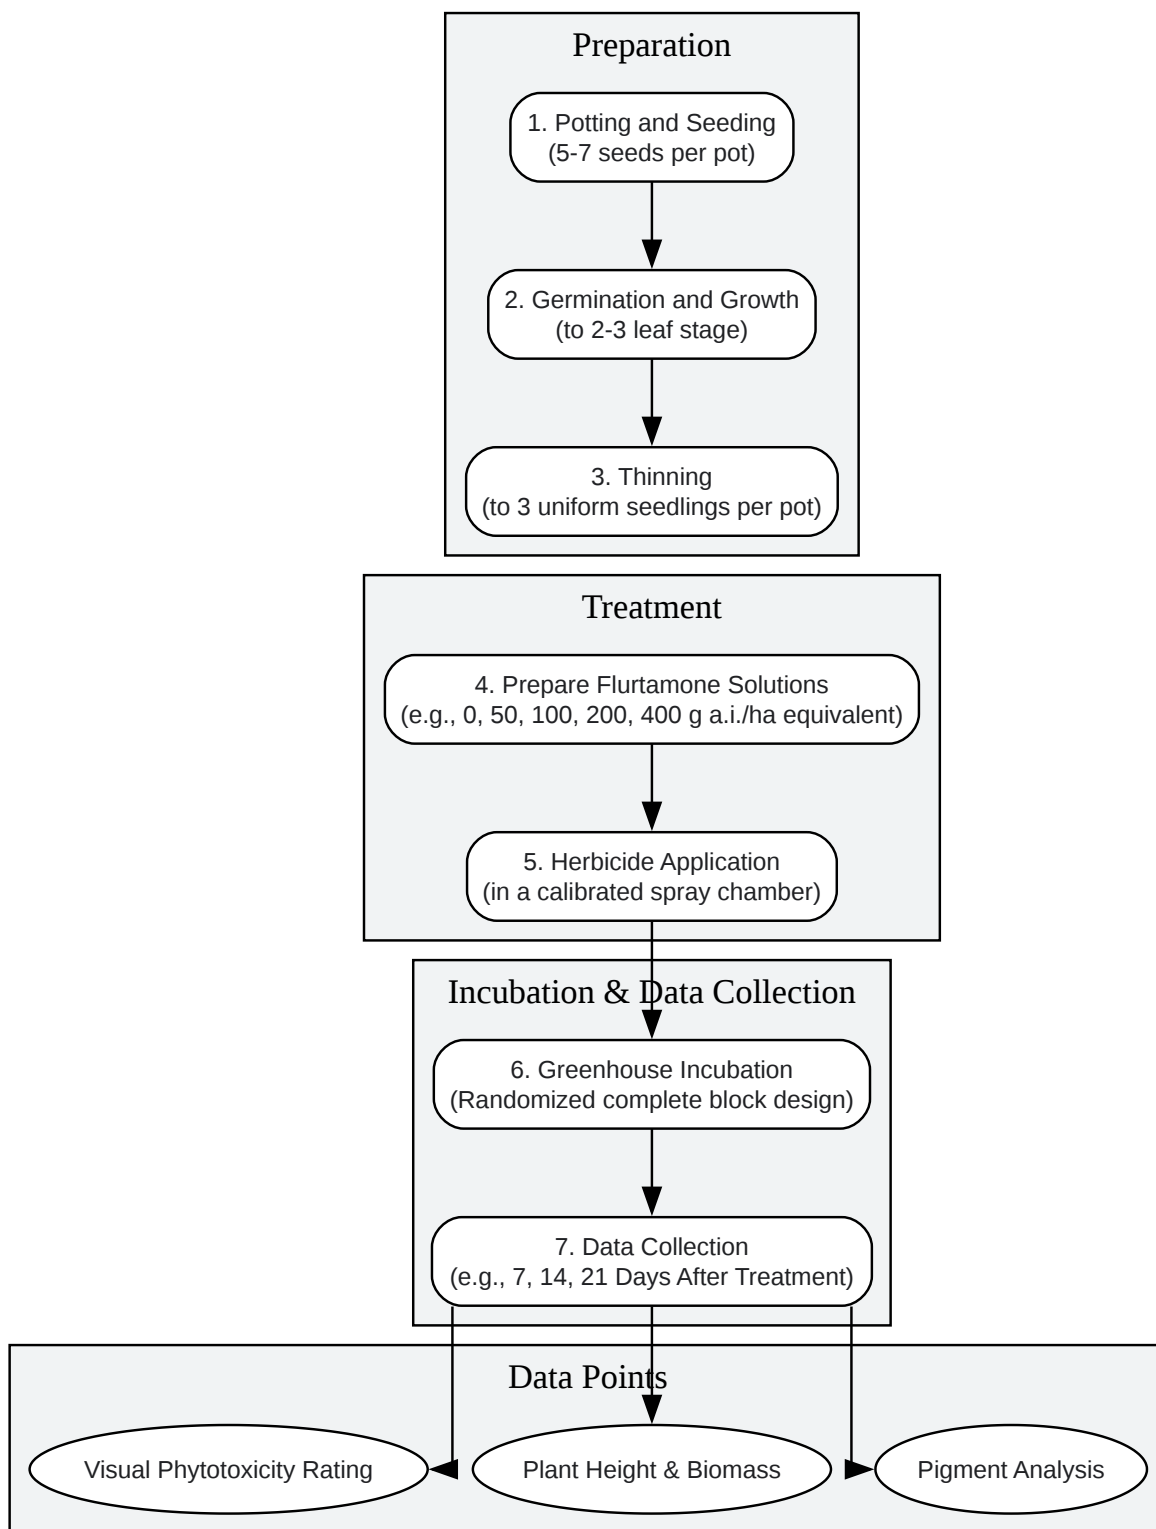 Preparation
1. Potting and Seeding
(5-7 seeds per pot)
2. Germination and Growth
(to 2-3 leaf stage)
3. Thinning
(to 3 uniform seedlings per pot)
Treatment
4. Prepare Flurtamone Solutions
(e.g., 0, 50, 100, 200, 400 g a.i./ha equivalent)
5. Herbicide Application
(in a calibrated spray chamber)
Incubation & Data Collection
6. Greenhouse Incubation
(Randomized complete block design)
7. Data Collection
(e.g., 7, 14, 21 Days After Treatment)
Data Points
Visual Phytotoxicity Rating
Plant Height & Biomass
Pigment Analysis